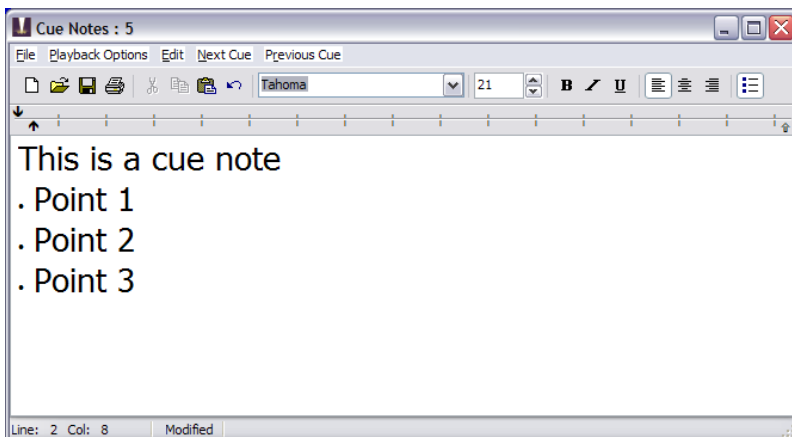 Cue Notes : 5
File Playback Options Edit Next Cue Previous Cue
Tahoma 21 B I U
This is a cue note
. Point 1
. Point 2
. Point 3
Line: 2 Col: 8 Modified